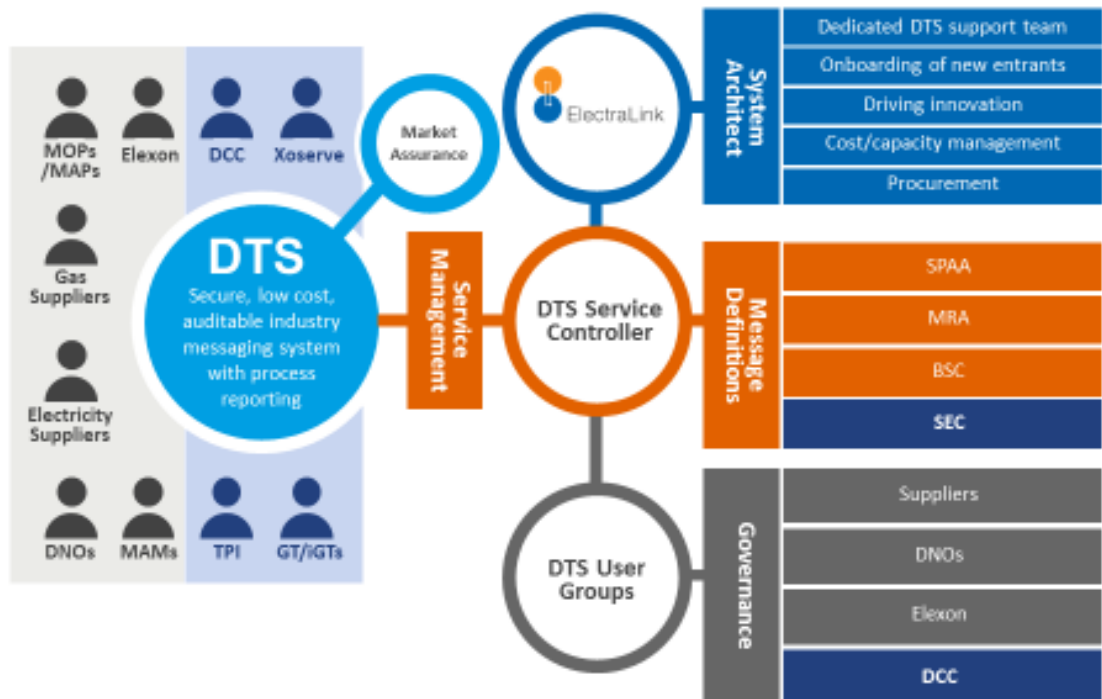 MOPs
/MAPs
Elexon
DCC
Xoserve
Gas
Suppliers
Electricity
Suppliers
DNOs
MAMs
TPI
GT/iGTs
DTS
Secure, low cost,
auditable industry
messaging system
with process
reporting
Market
Assurance
Service
Management
ElectraLink
DTS Service
Controller
DTS User
Groups
System
Architect
Dedicated DTS support team
Onboarding of new entrants
Driving innovation
Cost/capacity management
Procurement
Message
Definitions
SPAA
MRA
BSC
SEC
Governance
Suppliers
DNOs
Elexon
DCC